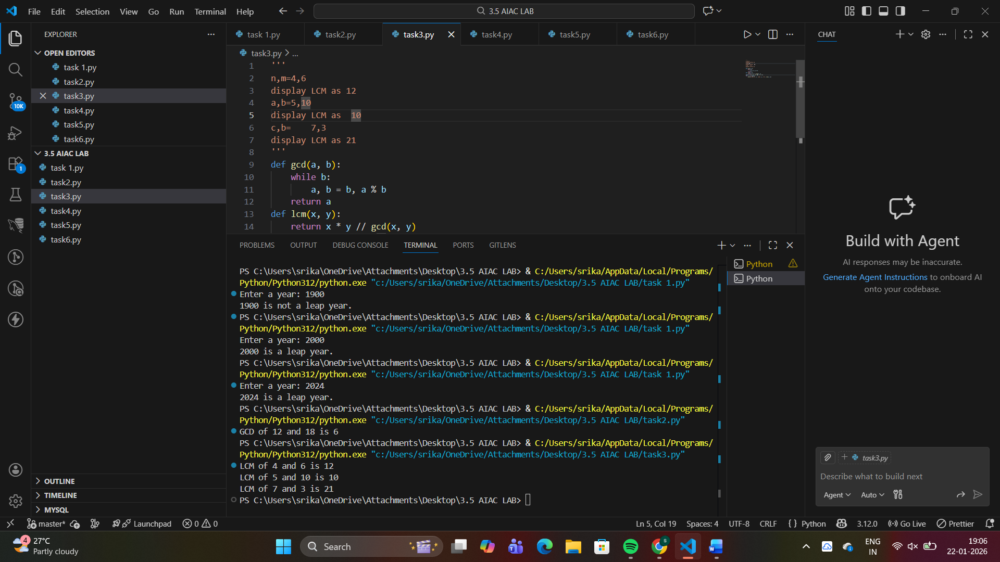 File Edit Selection View Go Run Terminal Help
3.5 AIAC LAB
EXPLORER
OPEN EDITORS
task 1.py
task2.py
task3.py
task4.py
task5.py
task6.py
10K
1
3.5 AIAC LAB
task 1.py
task2.py
task3.py
task4.py
task5.py
task6.py
OUTLINE
TIMELINE
MYSQL
task 1.py task2.py task3.py task4.py task5.py task6.py
task3.py > ...
1 '''
2 n,m=4,6
3 display LCM as 12
4 a,b=5,10
5 display LCM as  10
6 c,b=    7,3
7 display LCM as 21
8 '''
9 def gcd(a, b):
10     while b:
11         a, b = b, a % b
12     return a
13 def lcm(x, y):
14     return x * y // gcd(x, y)
PROBLEMS OUTPUT DEBUG CONSOLE TERMINAL PORTS GITLENS
PS C:\Users\srika\OneDrive\Attachments\Desktop\3.5 AIAC LAB> & C:/Users/srika/AppData/Local/Programs/
Python/Python312/python.exe "c:/Users/srika/OneDrive/Attachments/Desktop/3.5 AIAC LAB/task 1.py"
Enter a year: 1900
1900 is not a leap year.
PS C:\Users\srika\OneDrive\Attachments\Desktop\3.5 AIAC LAB> & C:/Users/srika/AppData/Local/Programs/
Python/Python312/python.exe "c:/Users/srika/OneDrive/Attachments/Desktop/3.5 AIAC LAB/task 1.py"
Enter a year: 2000
2000 is a leap year.
PS C:\Users\srika\OneDrive\Attachments\Desktop\3.5 AIAC LAB> & C:/Users/srika/AppData/Local/Programs/
Python/Python312/python.exe "c:/Users/srika/OneDrive/Attachments/Desktop/3.5 AIAC LAB/task 1.py"
Enter a year: 2024
2024 is a leap year.
PS C:\Users\srika\OneDrive\Attachments\Desktop\3.5 AIAC LAB> & C:/Users/srika/AppData/Local/Programs/
Python/Python312/python.exe "c:/Users/srika/OneDrive/Attachments/Desktop/3.5 AIAC LAB/task2.py"
GCD of 12 and 18 is 6
PS C:\Users\srika\OneDrive\Attachments\Desktop\3.5 AIAC LAB> & C:/Users/srika/AppData/Local/Programs/
Python/Python312/python.exe "c:/Users/srika/OneDrive/Attachments/Desktop/3.5 AIAC LAB/task3.py"
LCM of 4 and 6 is 12
LCM of 5 and 10 is 10
LCM of 7 and 3 is 21
PS C:\Users\srika\OneDrive\Attachments\Desktop\3.5 AIAC LAB>
Python
Python
CHAT
Build with Agent
AI responses may be inaccurate.
Generate Agent Instructions to onboard AI
onto your codebase.
task3.py
Describe what to build next
Agent Auto
master* Launchpad 0 0
Ln 5, Col 19 Spaces: 4 UTF-8 CRLF { } Python 3.12.0 Go Live Prettier
4
27°C
Partly cloudy
Search
ENG
IN
19:06
22-01-2026